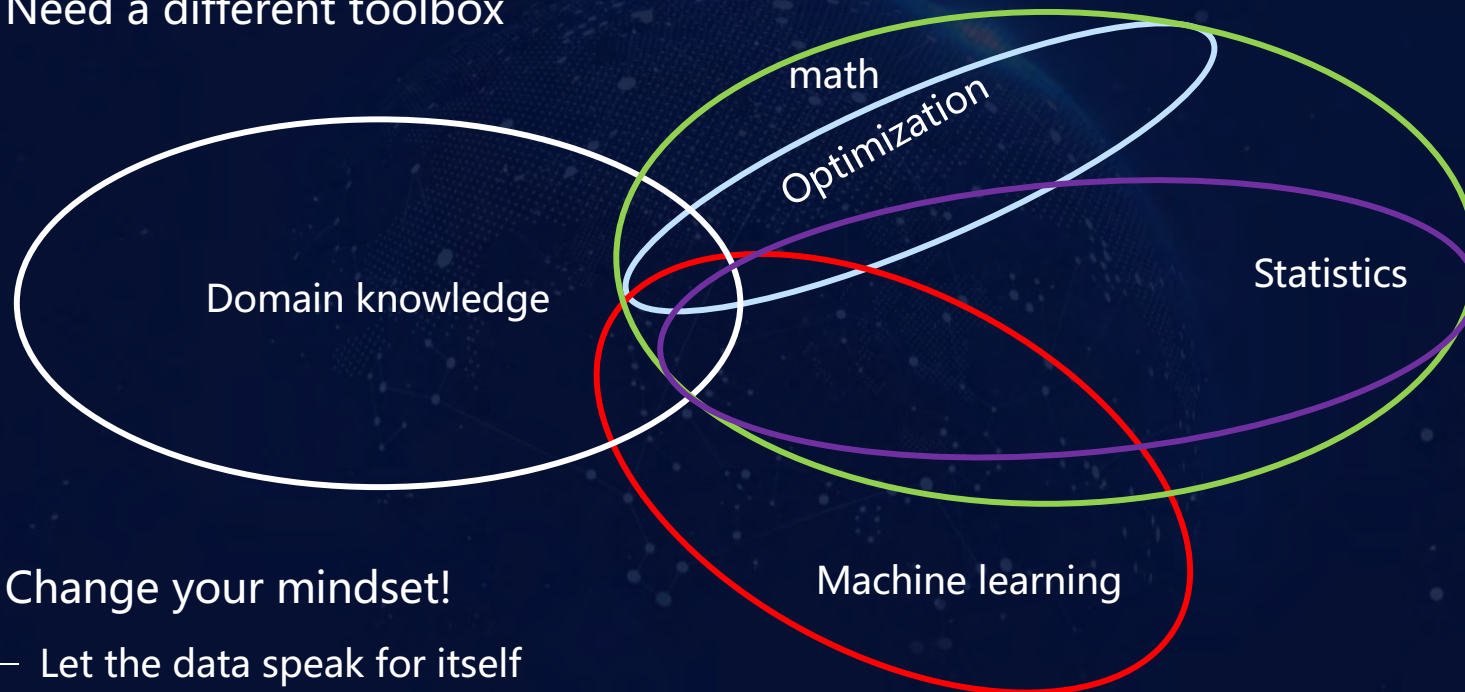 Need a different toolbox
math
Optimization
Statistics
Domain knowledge
Machine learning
Change your mindset!
– Let the data speak for itself